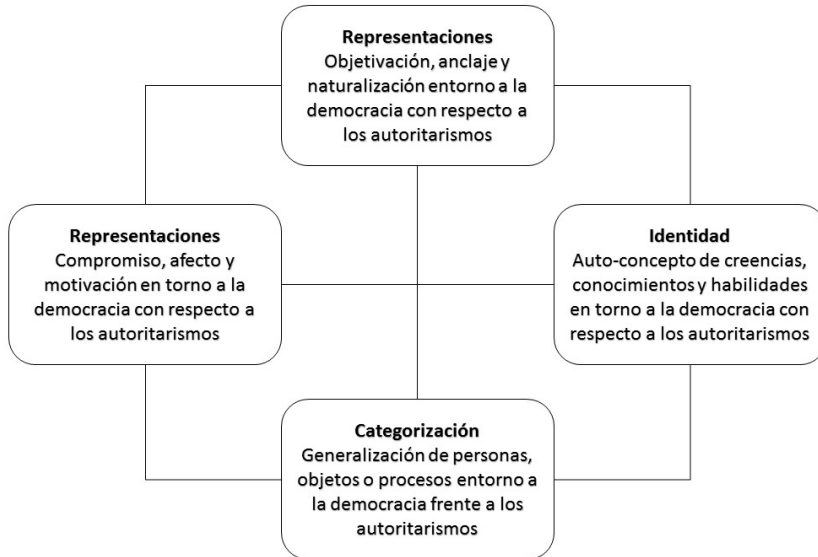 Representaciones
Objetivación, anclaje y
naturalización entorno a la
democracia con respecto a
los autoritarismos
Representaciones
Compromiso, afecto y
motivación en torno a la
democracia con respecto a
los autoritarismos
Identidad
Auto-concepto de creencias,
conocimientos y habilidades
en torno a la democracia con
respecto a los autoritarismos
Categorización
Generalización de personas,
objetos o procesos entorno a
la democracia frente a los
autoritarismos